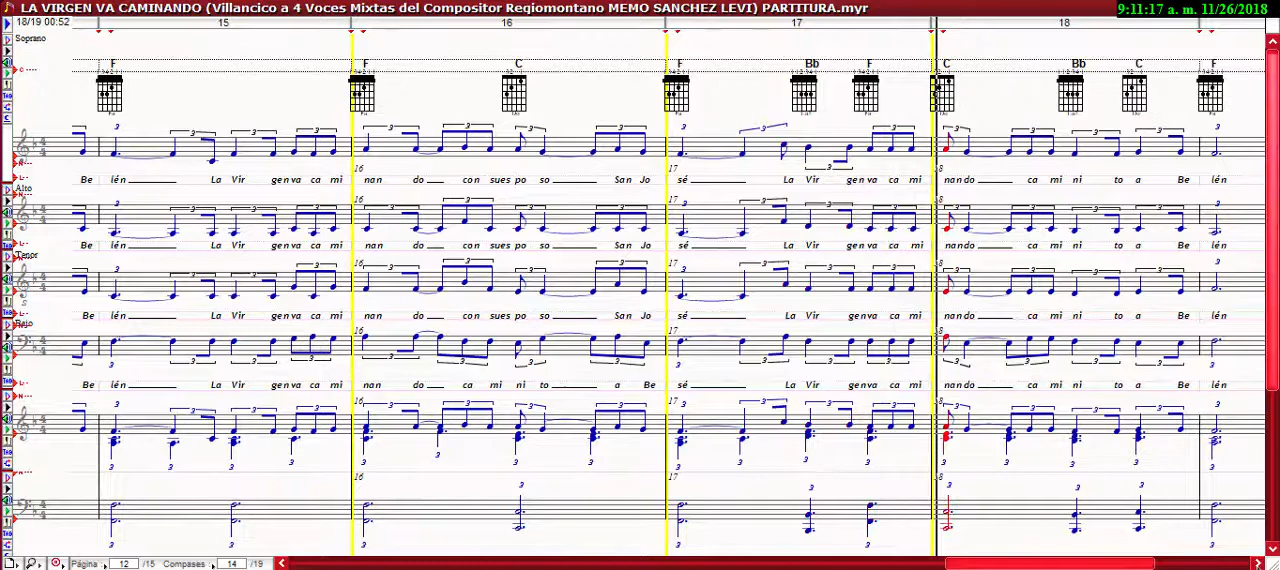 LA VIRGEN VA CAMINANDO (Villancico a 4 Voces Mixtas del Compositor Regiomontano MEMO SANCHEZ LEVI) PARTITURA.myr
9:11:17 a. m. 11/26/2018
18/19 00:52
15 16 17 18
Soprano
F F C F Bb F C Bb C F
Be lén La Vir gen va ca mi nan do con sues po so San Jo sé La Vir gen va ca mi nando ca mi ni to a Be lén
Alto
Be lén La Vir gen va ca mi nan do con sues po so San Jo sé La Vir gen va ca mi nando ca mi ni to a Be lén
Tenor
Be lén La Vir gen va ca mi nan do con sues po so San Jo sé La Vir gen va ca mi nando ca mi ni to a Be lén
Bajo
Be lén La Vir gen va ca mi nan do ca mi ni to a Be sé La Vir gen va ca mi nando ca mi ni to a Be lén
Página 12 /15 Compases 14 /19